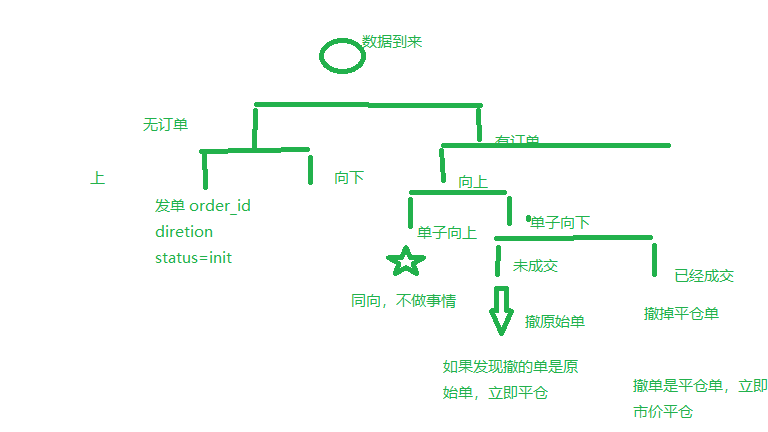 数据到来
无订单
有订单
上
向下
向上
发单 order_id
diretion
status=init
单子向上
单子向下
未成交
已经成交
同向，不做事情
撤原始单
撤掉平仓单
如果发现撤的单是原
始单，立即平仓
撤单是平仓单，立即
市价平仓